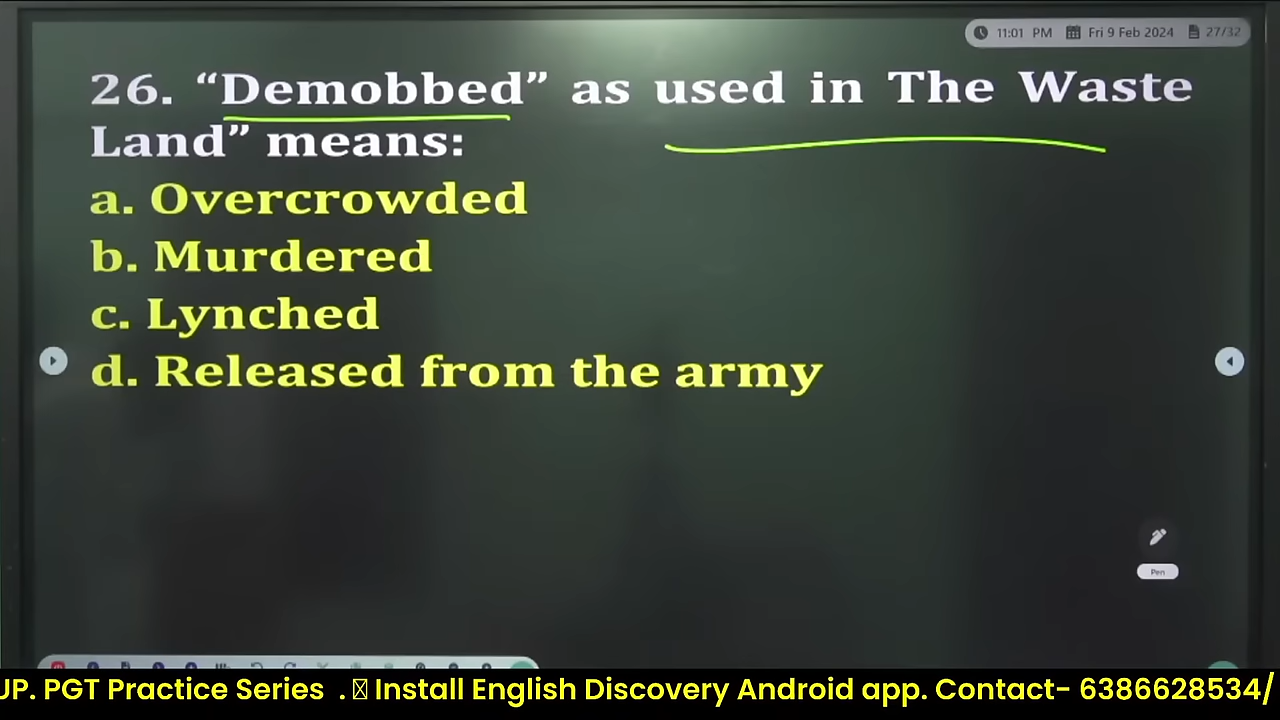 11:01 PM Fri 9 Feb 2024 27/32
26. “Demobbed” as used in The Waste
Land” means:
a. Overcrowded
b. Murdered
c. Lynched
d. Released from the army
Pen
UP. PGT Practice Series . Install English Discovery Android app. Contact- 6386628534/